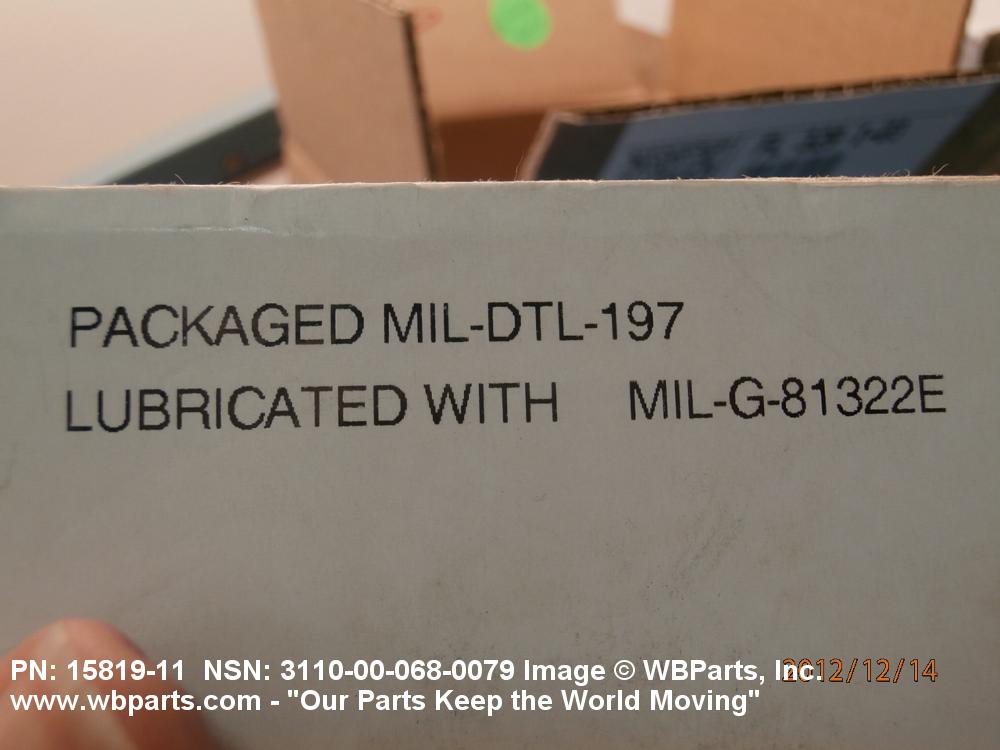 PACKAGED MIL-DTL-197
LUBRICATED WITH MIL-G-81322E
PN: 15819-11 NSN: 3110-00-068-0079 Image © WBParts, Inc.
2012/12/14
www.wbparts.com - "Our Parts Keep the World Moving"